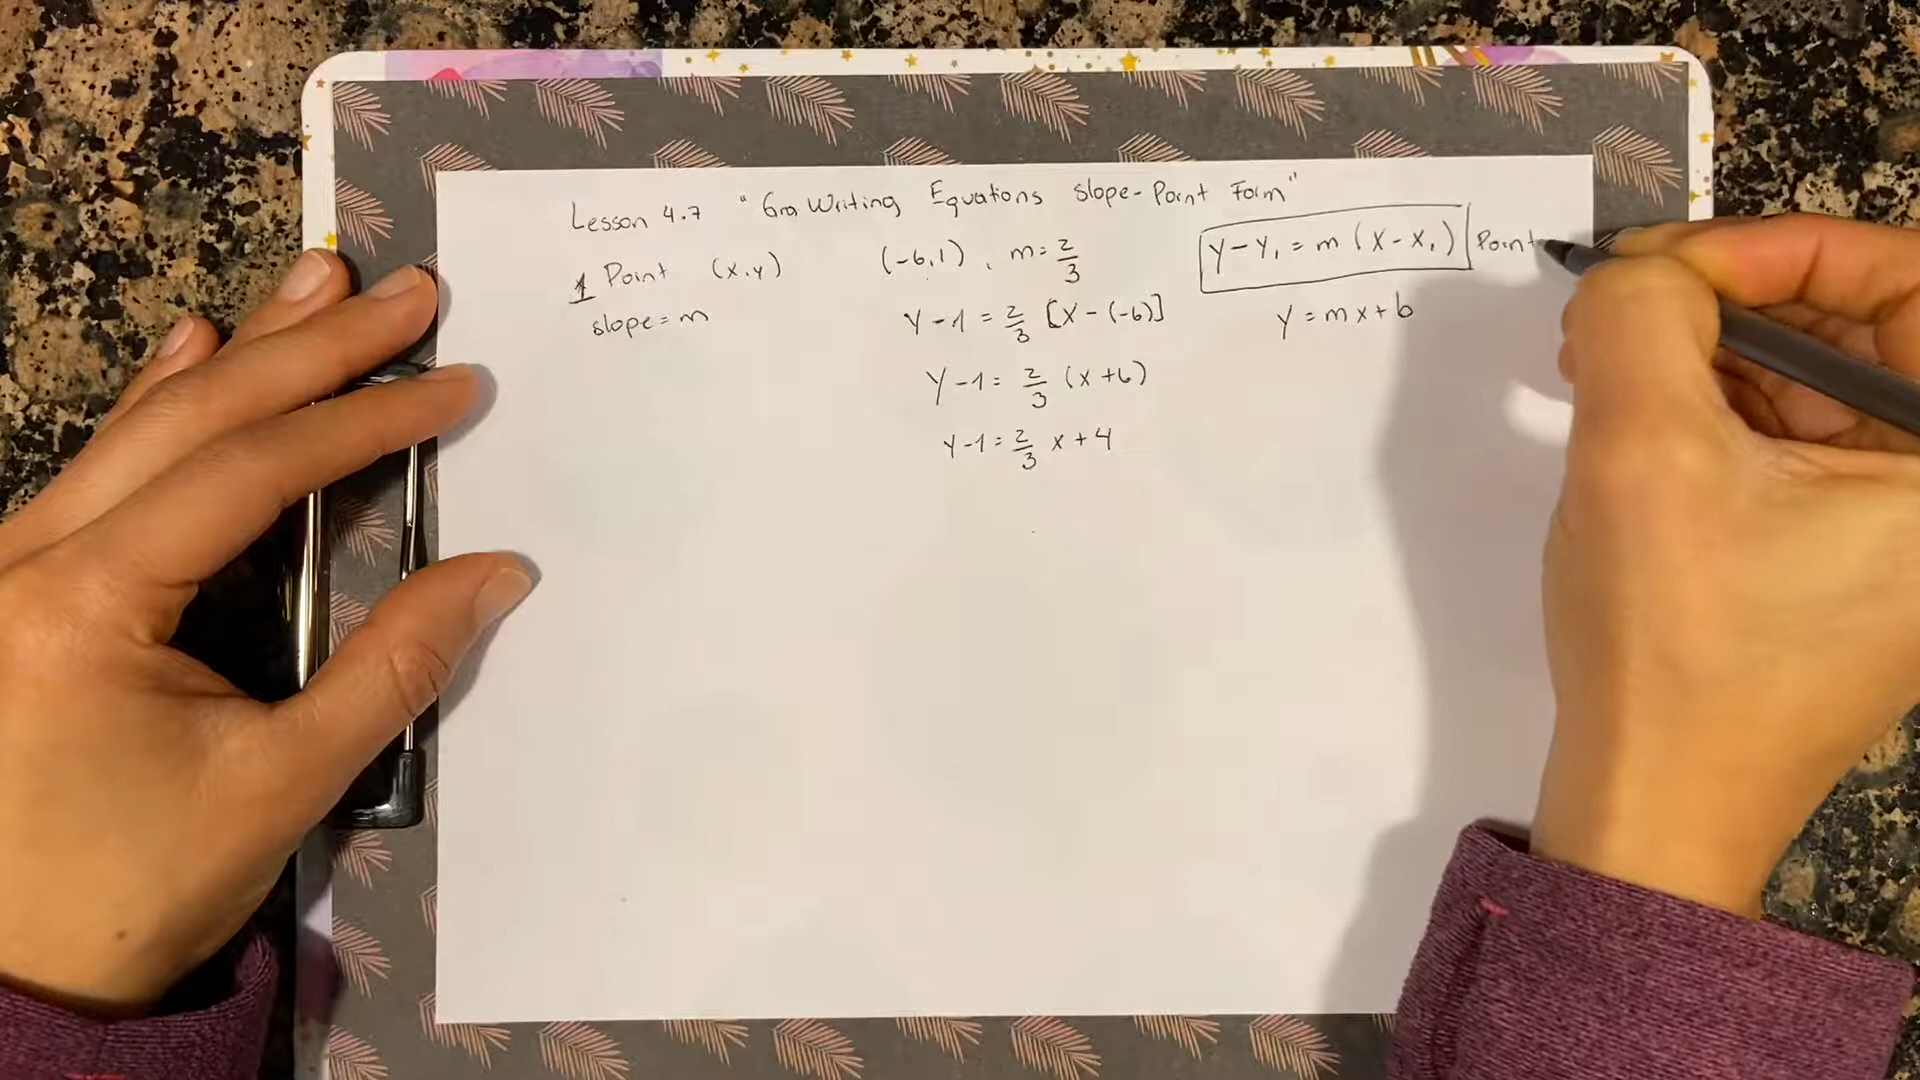 Lesson 4.7 "Gra Writing Equations Slope-Point Form"
1 Point (x,y)
slope = m
(-6,1), m = 2/3
y - 1 = 2/3 [x - (-6)]
y - 1 = 2/3 (x + 6)
y - 1 = 2/3 x + 4
y - y₁ = m (x - x₁) Point
y = mx + b